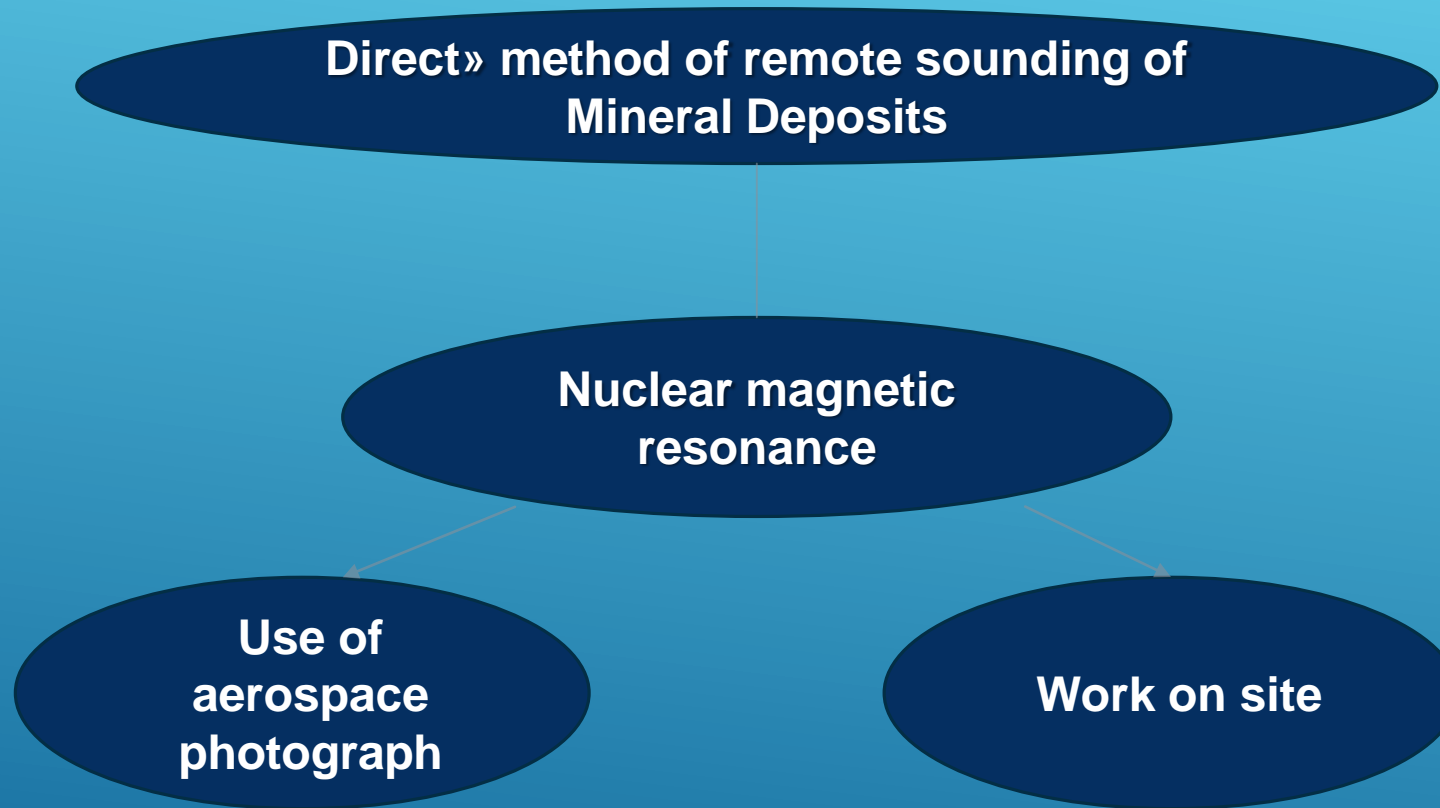 Direct» method of remote sounding of
Mineral Deposits
Nuclear magnetic
resonance
Use of
aerospace
photograph
Work on site